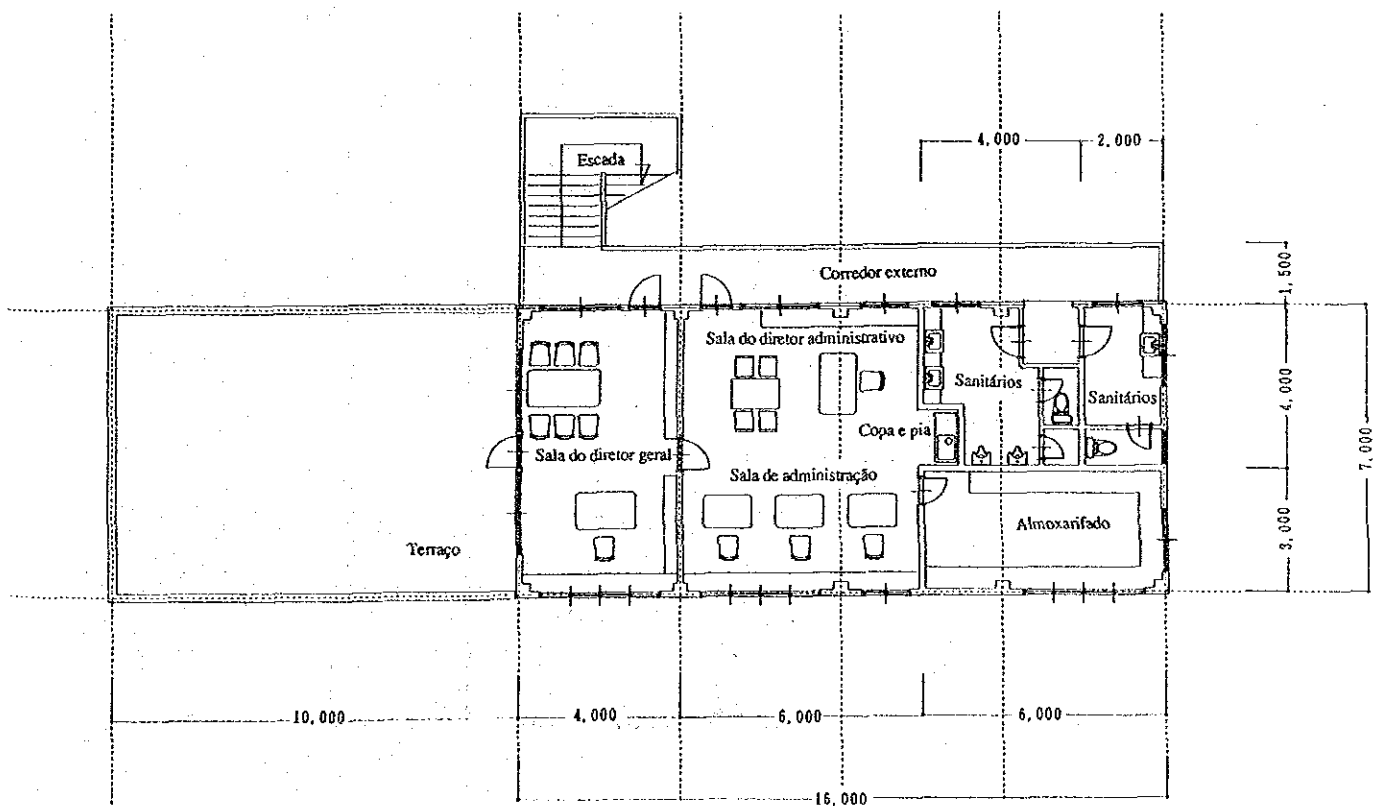 4,000
2,000
Escada
Corredor externo
1,500
Sala do diretor administrativo
Sanitários
Sanitários
4,000
7,000
Copa e pia
Sala do diretor geral
Sala de administração
Almoxarifado
3,000
Terraço
10,000
4,000
6,000
6,000
16,000